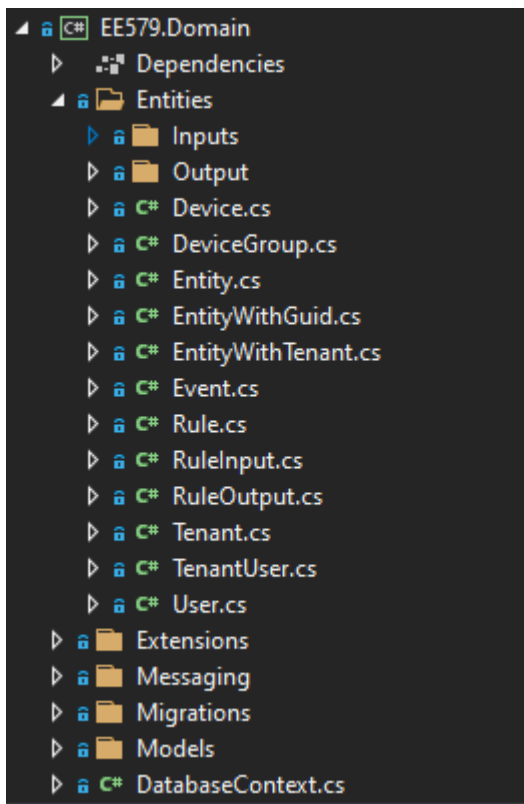 C# EE579.Domain
Dependencies
Entities
Inputs
Output
C# Device.cs
C# DeviceGroup.cs
C# Entity.cs
C# EntityWithGuid.cs
C# EntityWithTenant.cs
C# Event.cs
C# Rule.cs
C# RuleInput.cs
C# RuleOutput.cs
C# Tenant.cs
C# TenantUser.cs
C# User.cs
Extensions
Messaging
Migrations
Models
C# DatabaseContext.cs